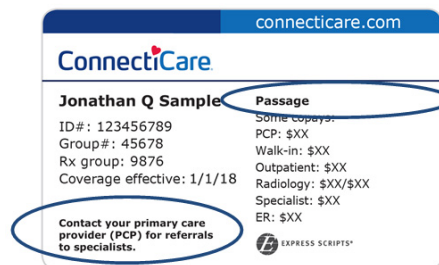 connecticare.com
ConnectiCare
Jonathan Q Sample
ID#: 123456789
Group#: 45678
Rx group: 9876
Coverage effective: 1/1/18
Contact your primary care
provider (PCP) for referrals
to specialists.
Passage
Some copays:
PCP: $XX
Walk-in: $XX
Outpatient: $XX
Radiology: $XX/$XX
Specialist: $XX
ER: $XX
EXPRESS SCRIPTS®